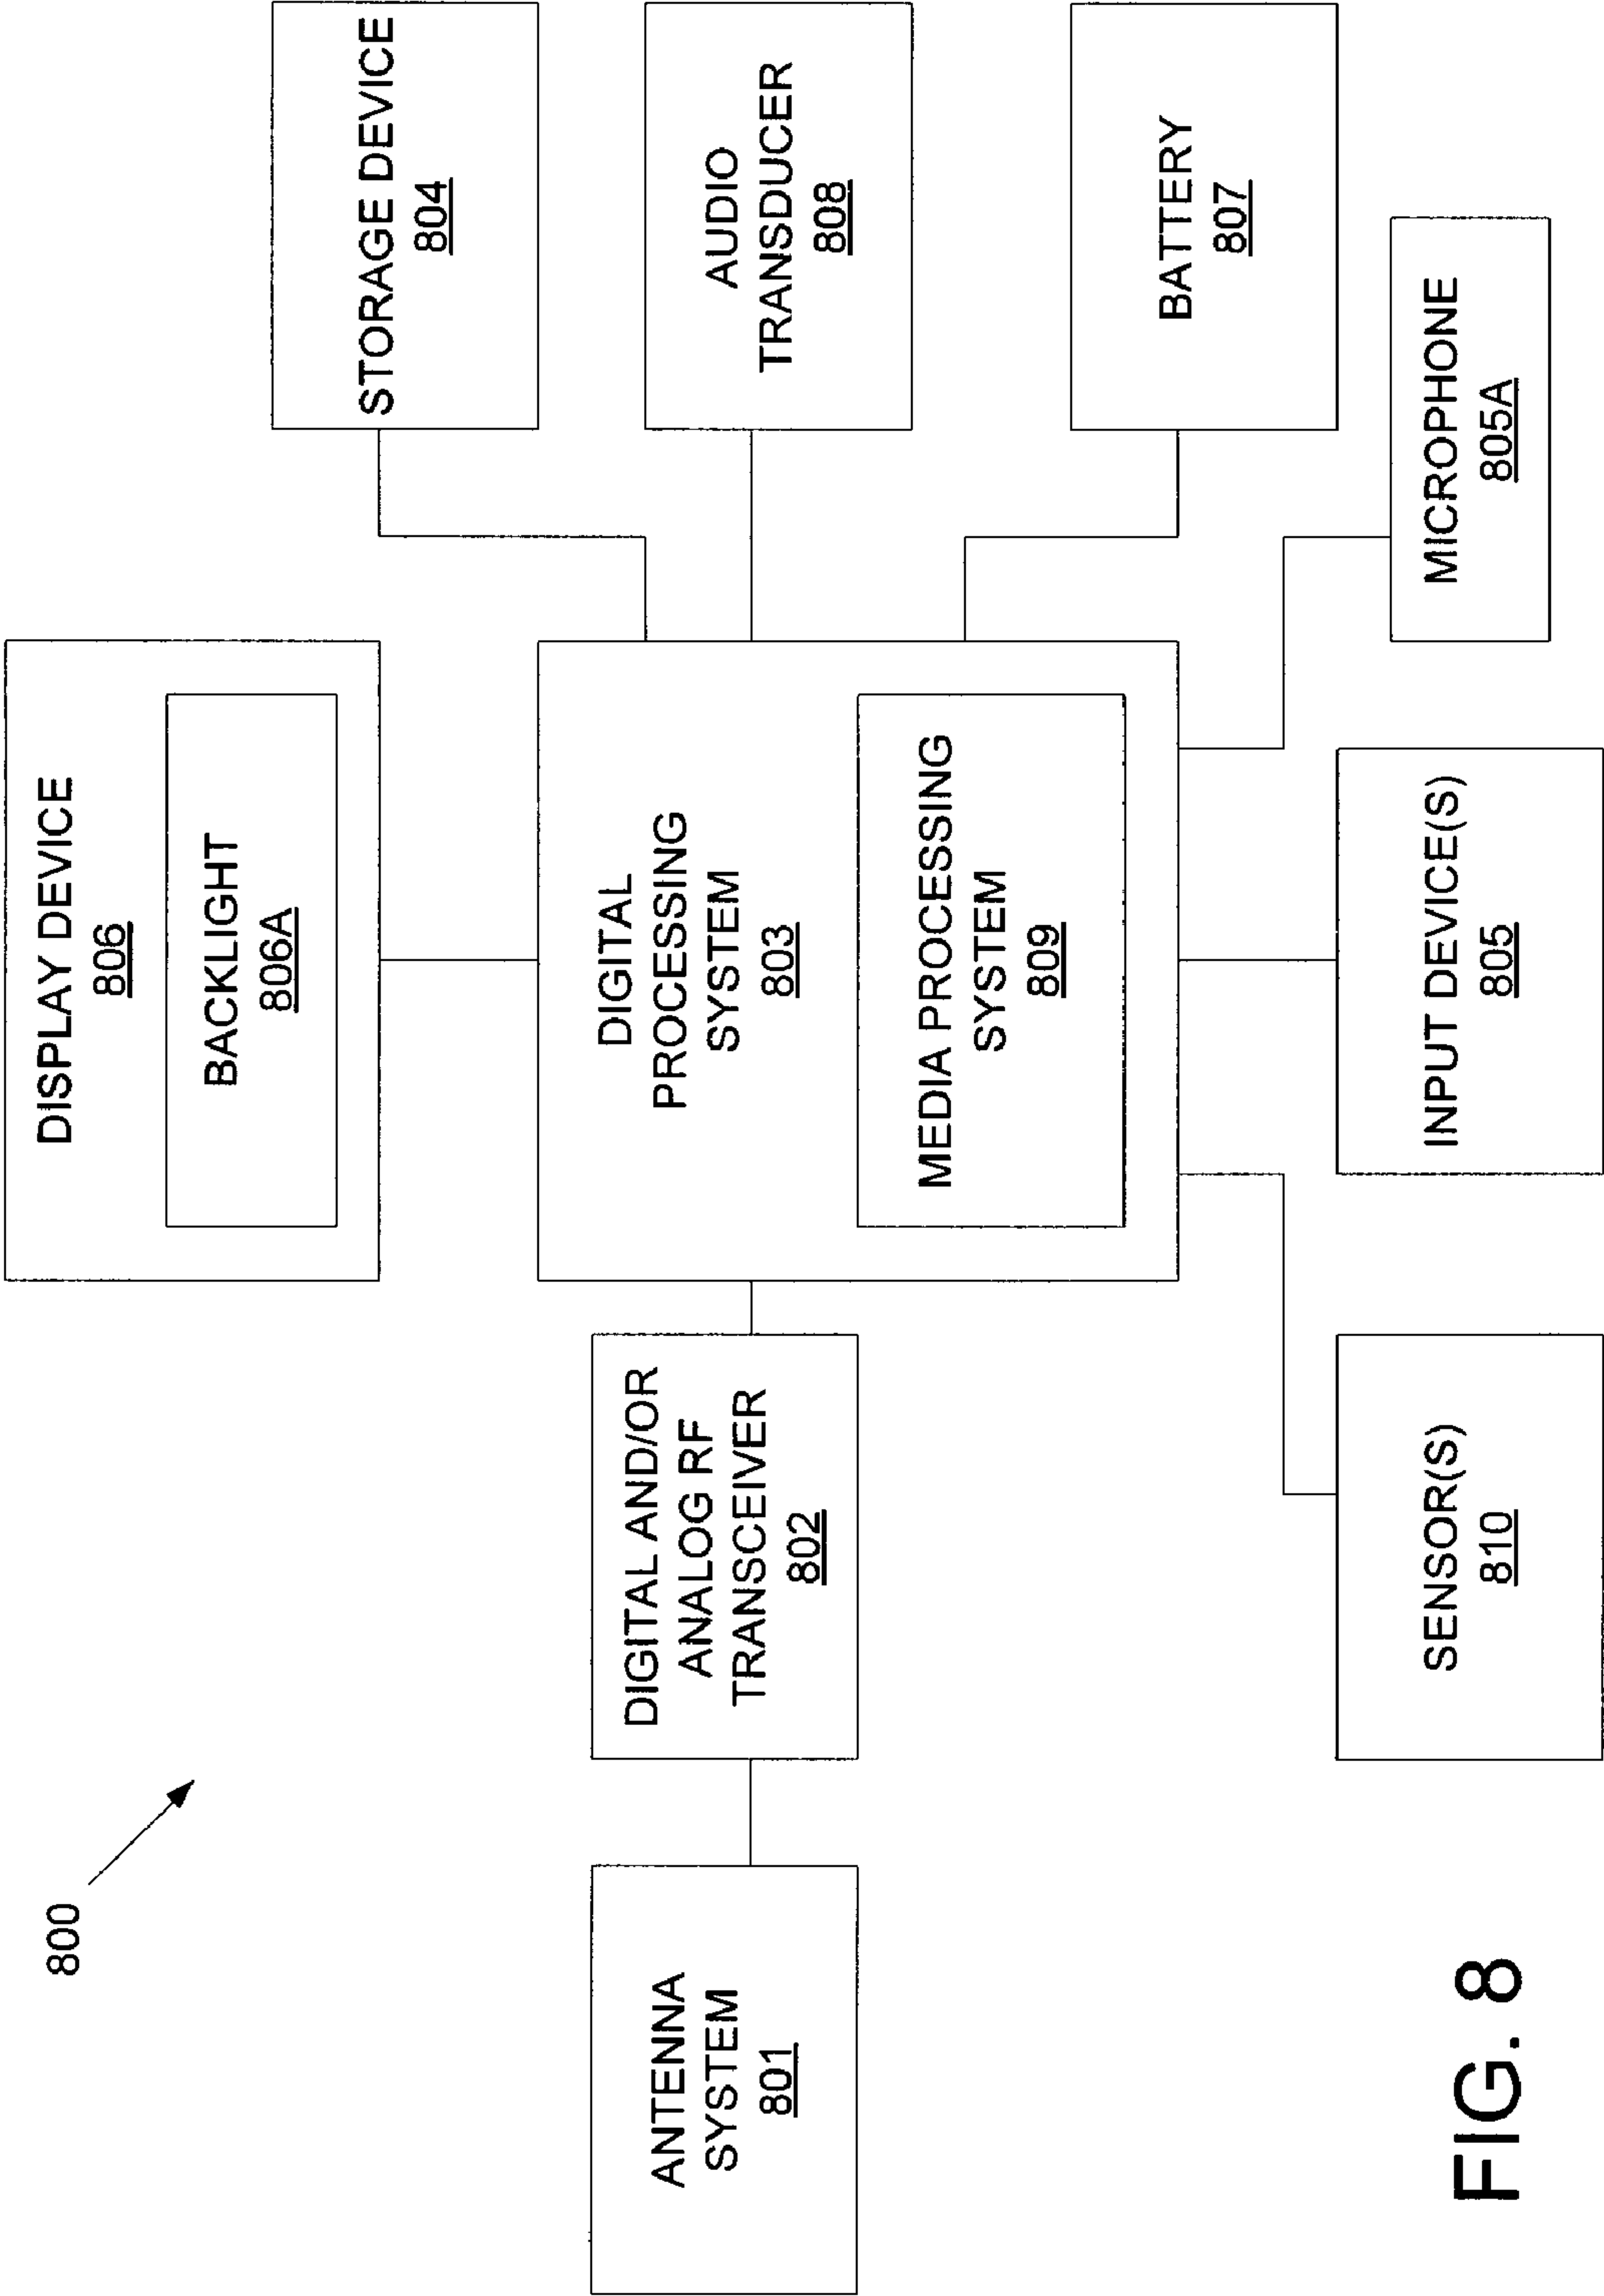 800
DISPLAY DEVICE
806
BACKLIGHT
806A
STORAGE DEVICE
804
ANTENNA
SYSTEM
801
DIGITAL AND/OR
ANALOG RF
TRANSCEIVER
802
DIGITAL
PROCESSING
SYSTEM
803
MEDIA PROCESSING
SYSTEM
809
AUDIO
TRANSDUCER
808
BATTERY
807
SENSOR(S)
810
INPUT DEVICE(S)
805
MICROPHONE
805A
FIG. 8